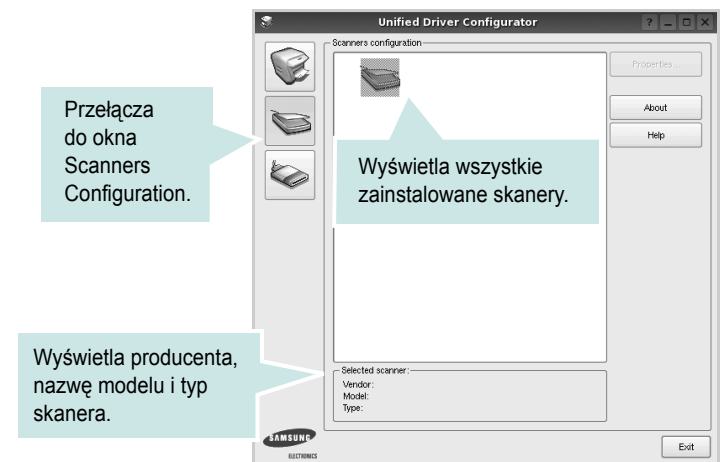 Unified Driver Configurator
Scanners configuration
Properties...
About
Help
Przełącza
do okna
Scanners
Configuration.
Wyświetla wszystkie
zainstalowane skanery.
Wyświetla producenta,
nazwę modelu i typ
skanera.
Selected scanner:
Vendor:
Model:
Type:
SAMSUNG
ELECTRONICS
Exit